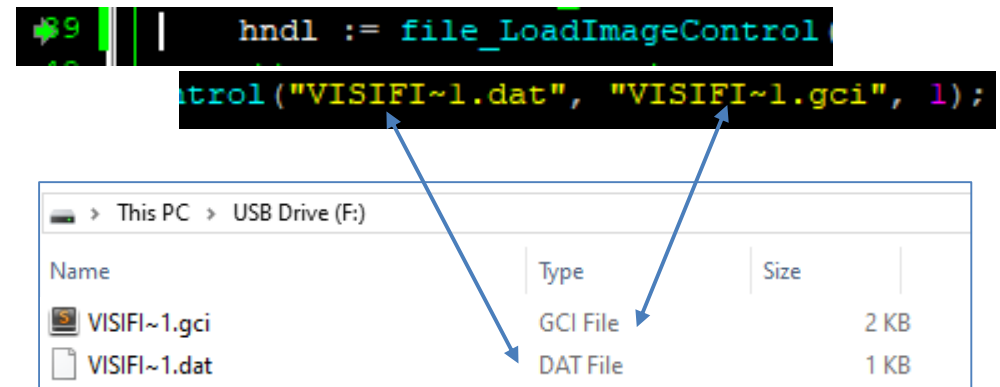 39 hndl := file_LoadImageControl(
trol("VISIFI~1.dat", "VISIFI~1.gci", 1);
> This PC > USB Drive (F:)
Name Type Size
VISIFI~1.gci GCI File 2 KB
VISIFI~1.dat DAT File 1 KB